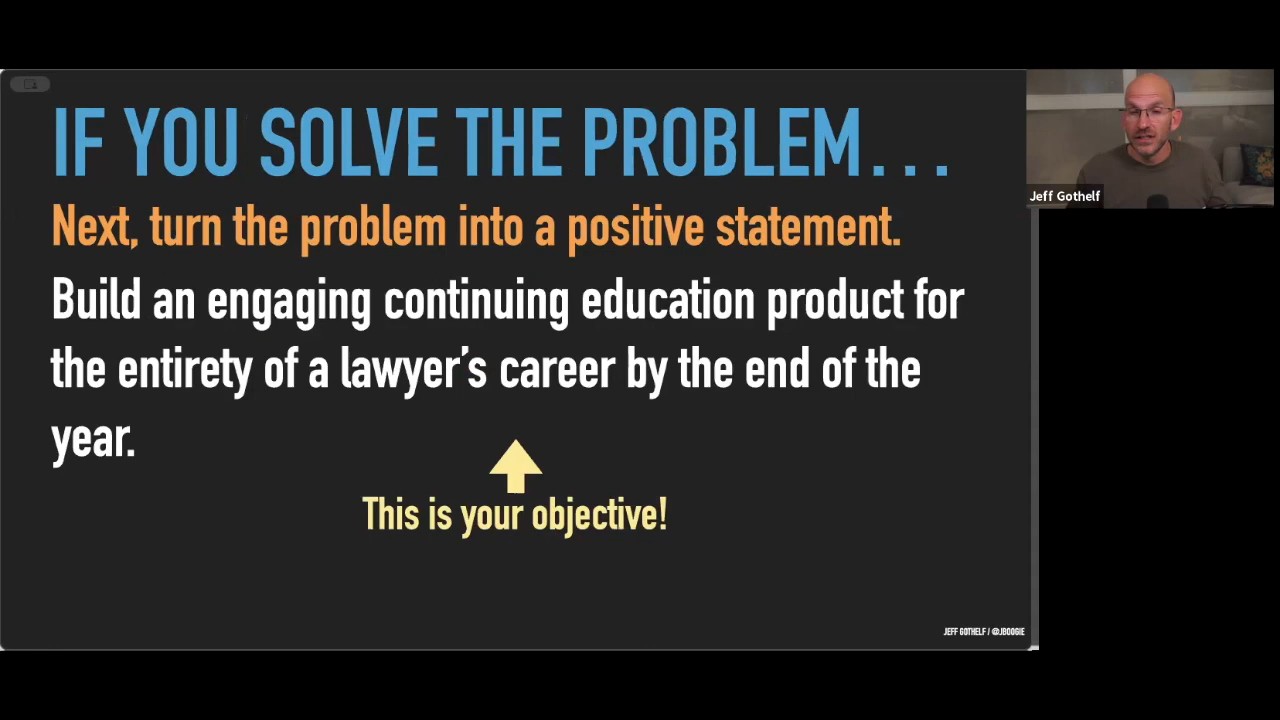 IF YOU SOLVE THE PROBLEM...
Next, turn the problem into a positive statement.
Build an engaging continuing education product for
the entirety of a lawyer's career by the end of the
year.
This is your objective!
JEFF GOTHELF / @JBOOGIE
Jeff Gothelf